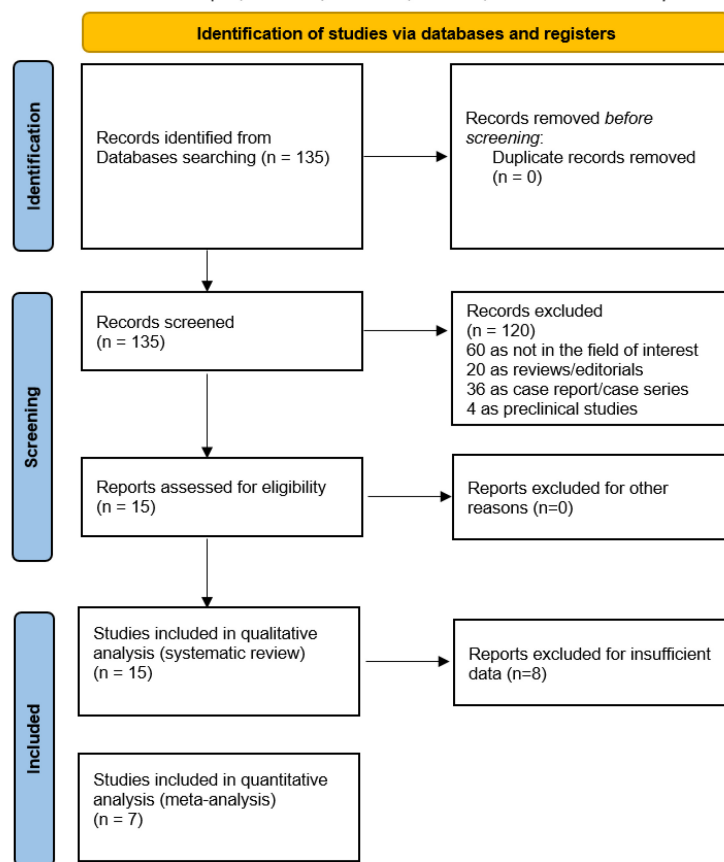 Identification of studies via databases and registers
Identification
Records identified from
Databases searching (n = 135)
Records removed before
screening:
Duplicate records removed
(n = 0)
Screening
Records screened
(n = 135)
Records excluded
(n = 120)
60 as not in the field of interest
20 as reviews/editorials
36 as case report/case series
4 as preclinical studies
Reports assessed for eligibility
(n = 15)
Reports excluded for other
reasons (n=0)
Included
Studies included in qualitative
analysis (systematic review)
(n = 15)
Reports excluded for insufficient
data (n=8)
Studies included in quantitative
analysis (meta-analysis)
(n = 7)